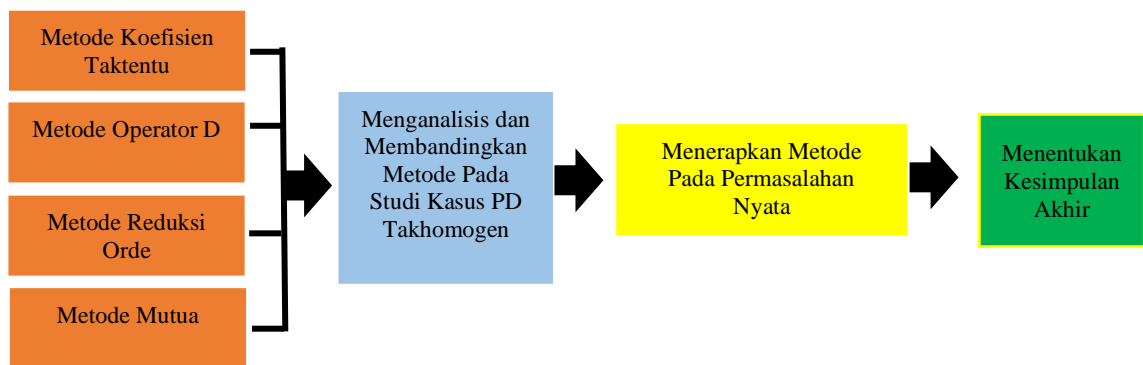 Metode Koefisien
Taktentu
Metode Operator D
Metode Reduksi
Orde
Metode Mutua
Menganalisis dan
Membandingkan
Metode Pada
Studi Kasus PD
Takhomogen
Menerapkan Metode
Pada Permasalahan
Nyata
Menentukan
Kesimpulan
Akhir